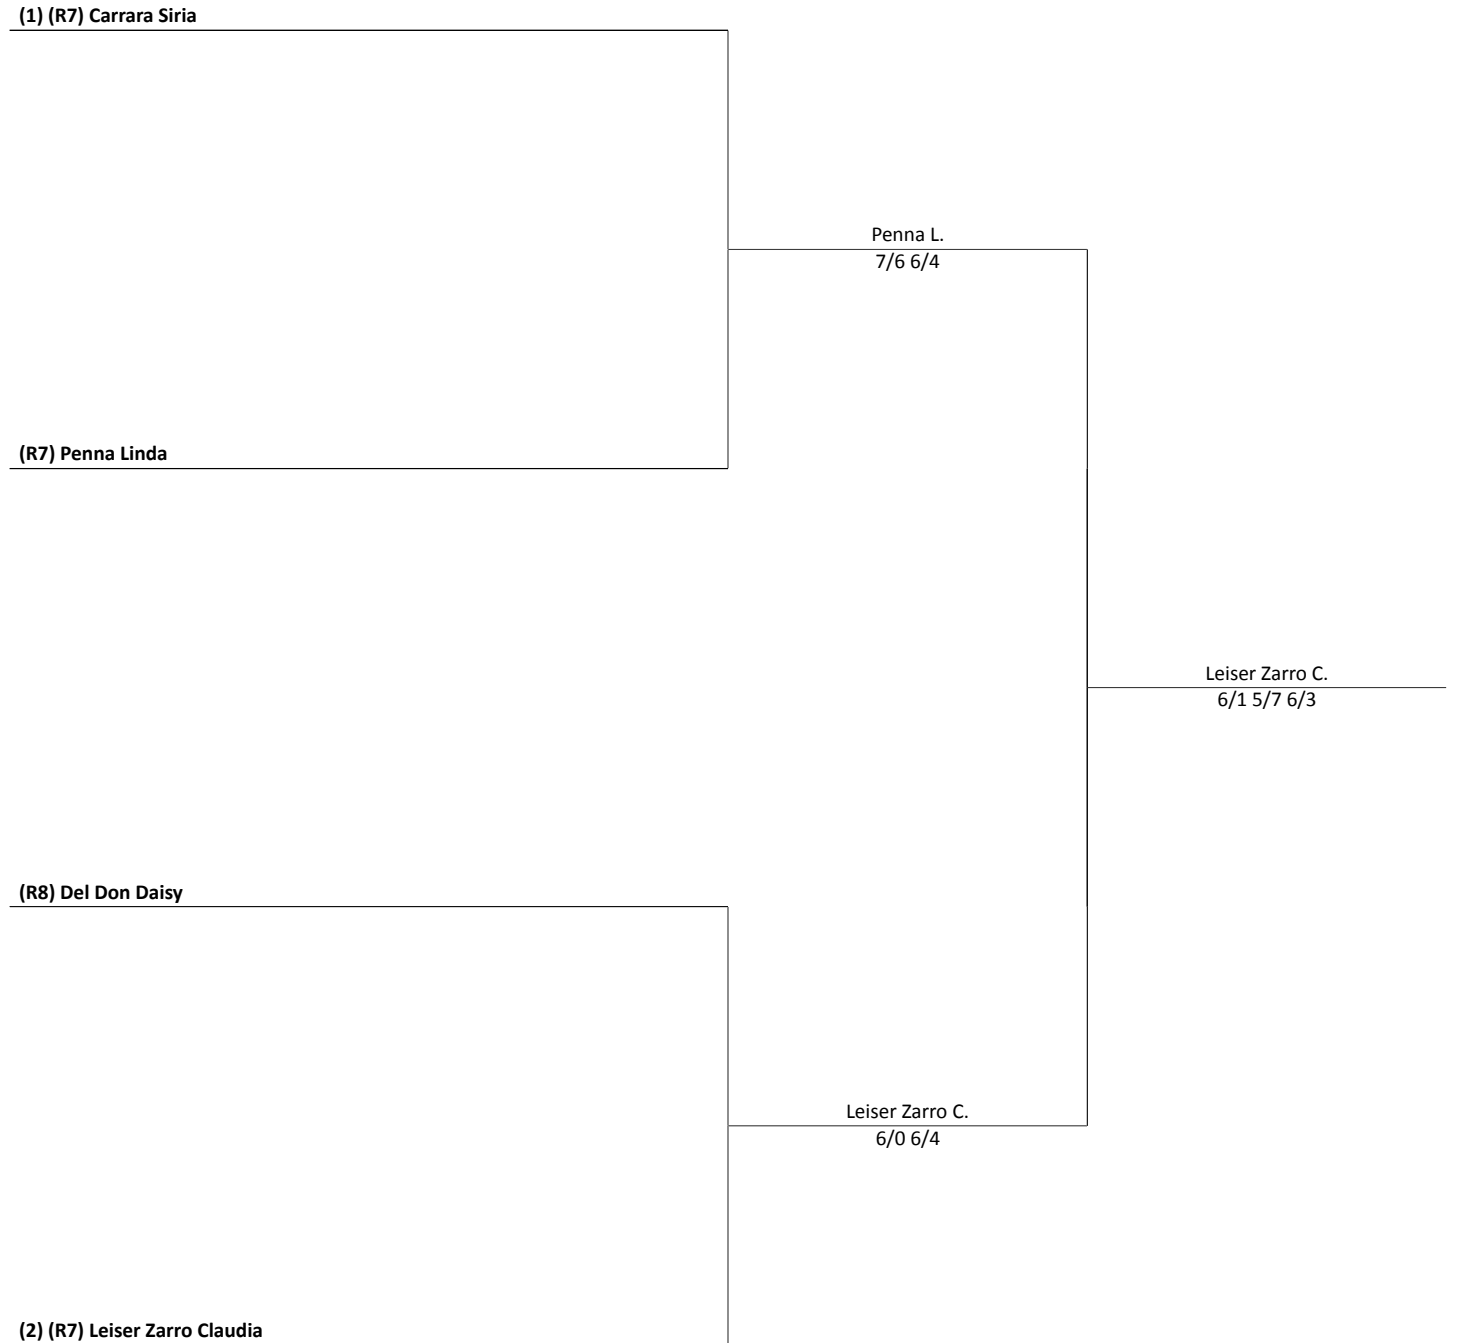 (1) (R7) Carrara Siria
Penna L.
7/6 6/4
(R7) Penna Linda
Leiser Zarro C.
6/1 5/7 6/3
(R8) Del Don Daisy
Leiser Zarro C.
6/0 6/4
(2) (R7) Leiser Zarro Claudia